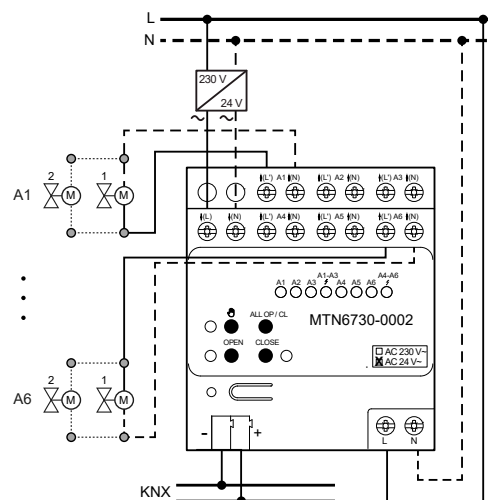 L
N
230 V
24 V
~ ~
2 1
M M
A1
(L') A1 (N) (L') A2 (N) (L') A3 (N)
(L) (N) (L') A4 (N) (L') A5 (N) (L') A6 (N)
A1 A2 A3 A1-A3 A4 A5 A6 A4-A6
ALL OP / CL
MTN6730-0002
OPEN CLOSE
AC 230 V~
AC 24 V~
2 1
M M
A6
- +
L N
KNX